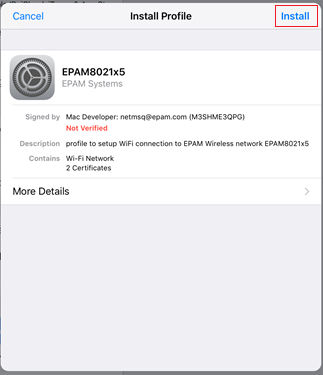 Cancel Install Profile Install
EPAM8021x5
EPAM Systems
Signed by Mac Developer: netmsq@epam.com (M3SHME3QPG)
Not Verified
Description profile to setup WiFi connection to EPAM Wireless network EPAM8021x5
Contains Wi-Fi Network
2 Certificates
More Details